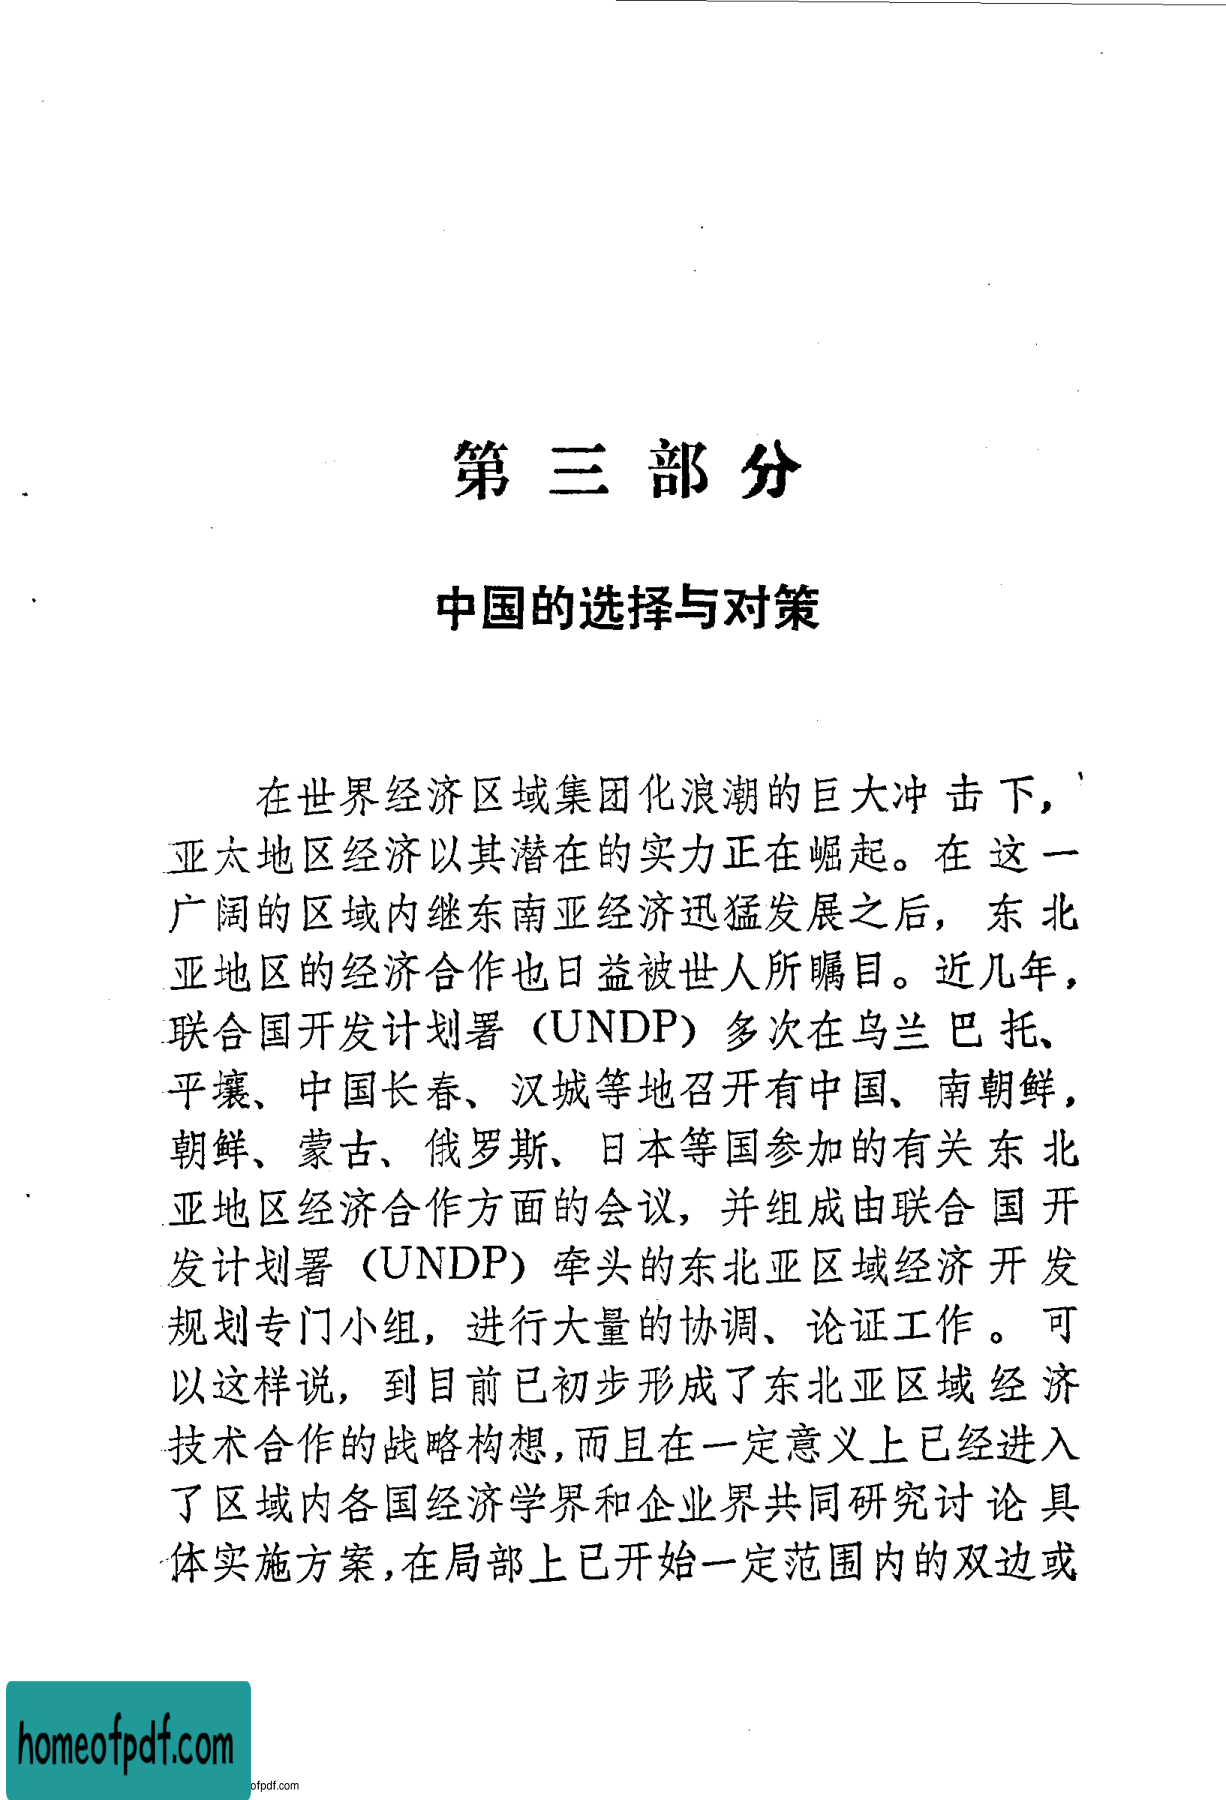 第三部分
中国的选择与对策
在世界经济区域集团化浪潮的巨大冲击下，
亚太地区经济以其潜在的实力正在崛起。在这一
广阔的区域内继东南亚经济迅猛发展之后，东北
亚地区的经济合作也日益被世人所瞩目。近几年，
联合国开发计划署（UNDP）多次在乌兰巴托、
平壤、中国长春、汉城等地召开有中国、南朝鲜，
朝鲜、蒙古、俄罗斯、日本等国参加的有关东北
亚地区经济合作方面的会议，并组成由联合国开
发计划署（UNDP）牵头的东北亚区域经济开发
规划专门小组，进行大量的协调、论证工作。可
以这样说，到目前已初步形成了东北亚区域经济
技术合作的战略构想，而且在一定意义上已经进入
了区域内各国经济学界和企业界共同研究讨论具
体实施方案，在局部上已开始一定范围内的双边或
homeofpdf.com
ofpdf.com